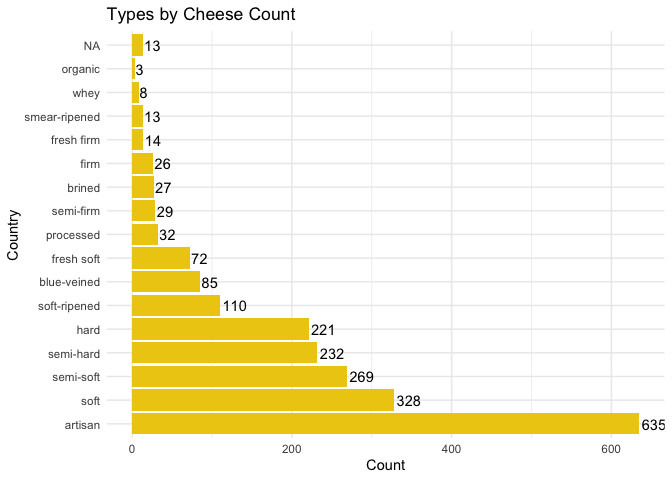 Types by Cheese Count
Country
NA 13
organic 3
whey 8
smear-ripened 13
fresh firm 14
firm 26
brined 27
semi-firm 29
processed 32
fresh soft 72
blue-veined 85
soft-ripened 110
hard 221
semi-hard 232
semi-soft 269
soft 328
artisan 635
0 200 400 600
Count